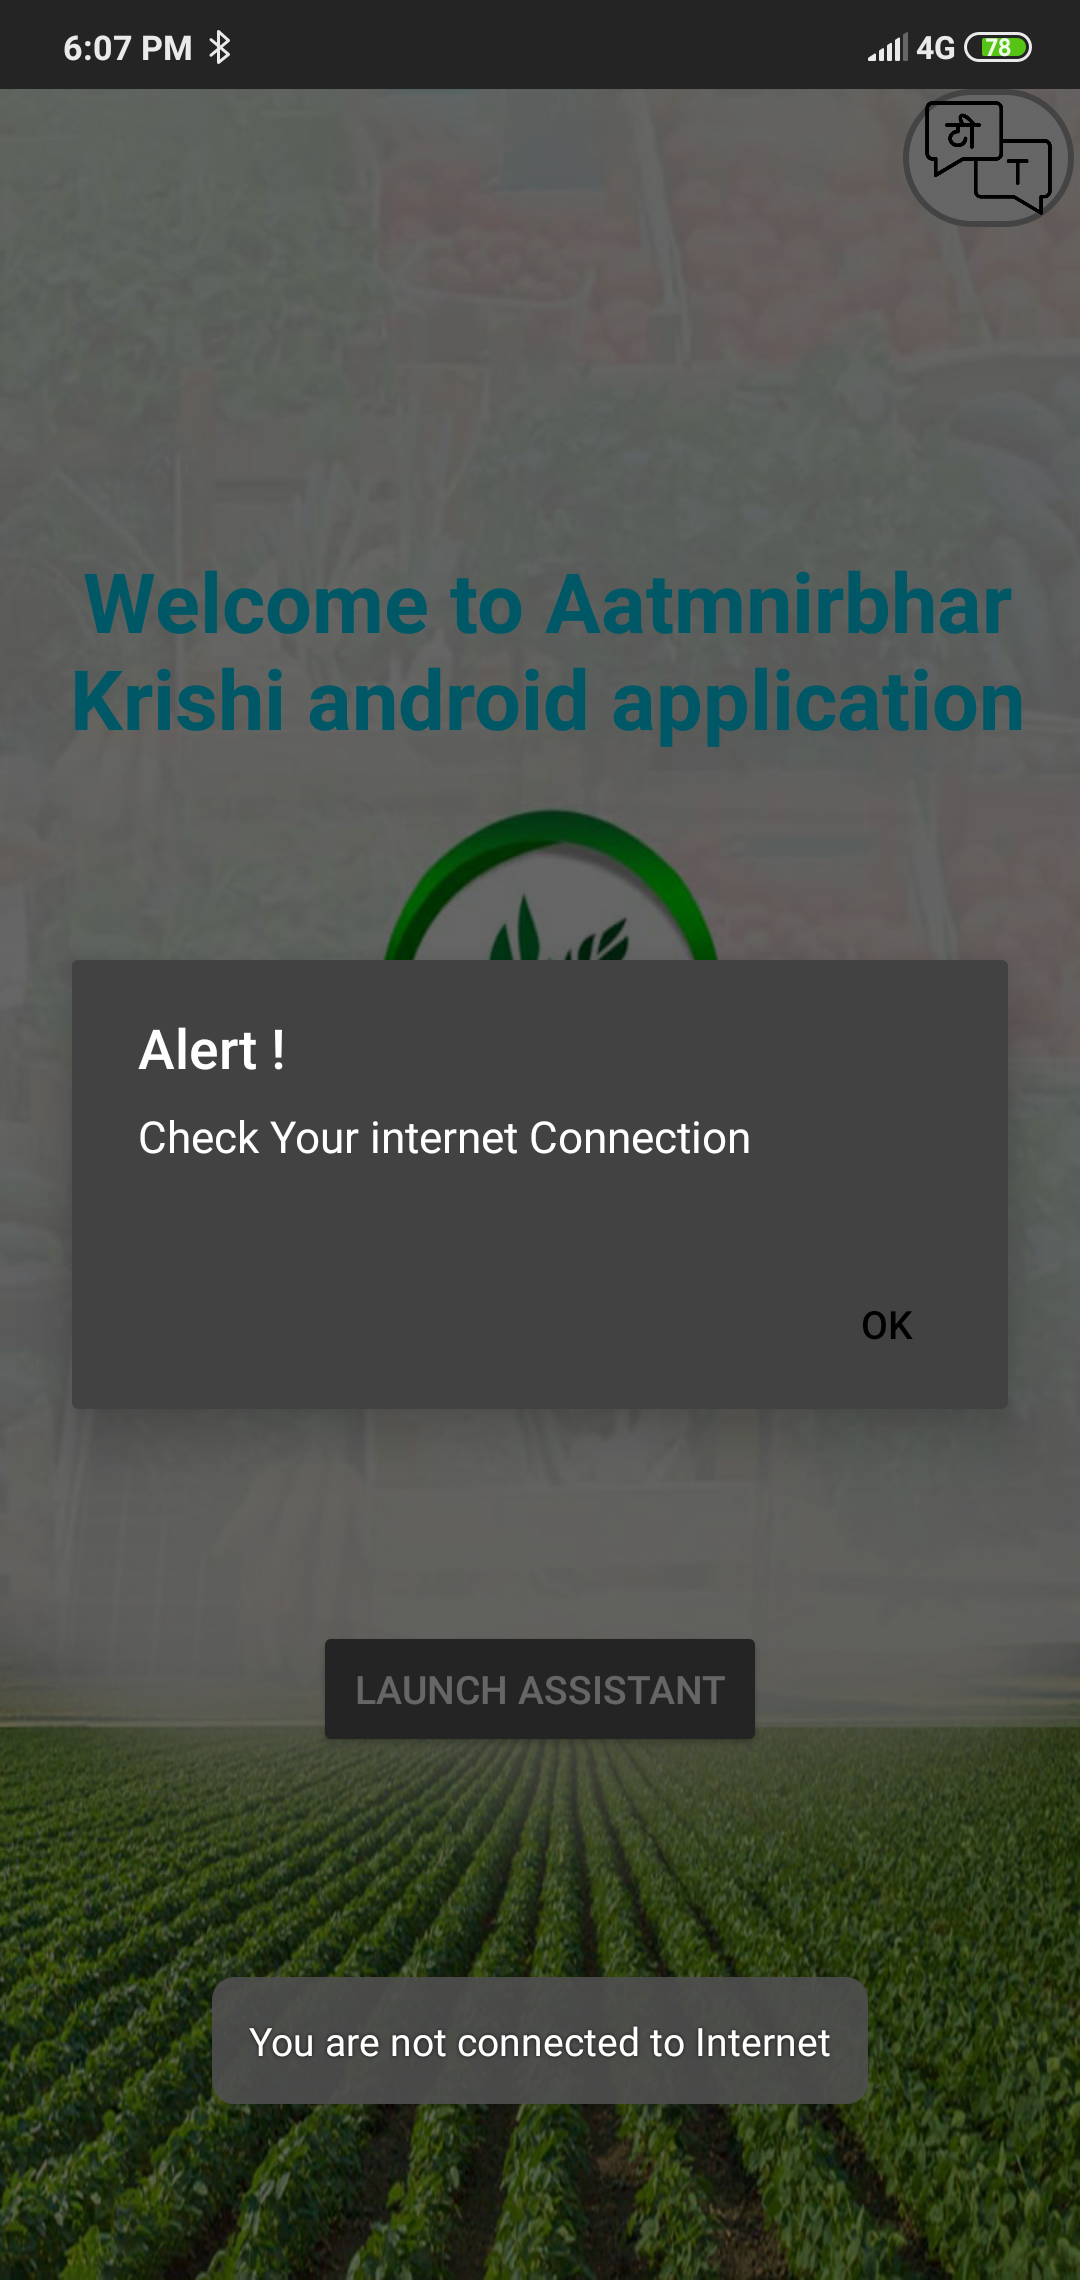 6:07 PM
4G 78
टी
T
Welcome to Aatmnirbhar
Krishi android application
Alert !
Check Your internet Connection
OK
LAUNCH ASSISTANT
You are not connected to Internet